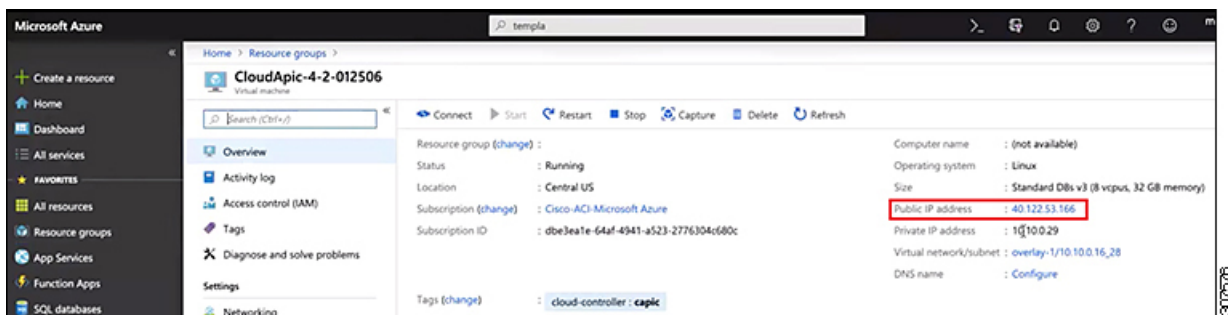 Microsoft Azure
templa
?
m
«
Home > Resource groups >
+ Create a resource
CloudApic-4-2-012506
Virtual machine
Home
Dashboard
All services
FAVORITES
All resources
Resource groups
App Services
Function Apps
SQL databases
Search (Ctrl+/)
«
Overview
Activity log
Access control (IAM)
Tags
Diagnose and solve problems
Settings
Networking
Connect Start Restart Stop Capture Delete Refresh
Resource group (change) :
Status : Running
Location : Central US
Subscription (change) : Cisco-ACI-Microsoft Azure
Subscription ID : dbe3ea1e-64af-4941-a523-2776304c680c
Tags (change) : cloud-controller : capic
Computer name : (not available)
Operating system : Linux
Size : Standard D8s v3 (8 vcpus, 32 GB memory)
Public IP address : 40.122.53.166
Private IP address : 10.10.0.29
Virtual network/subnet : overlay-1/10.10.0.16_28
DNS name : Configure